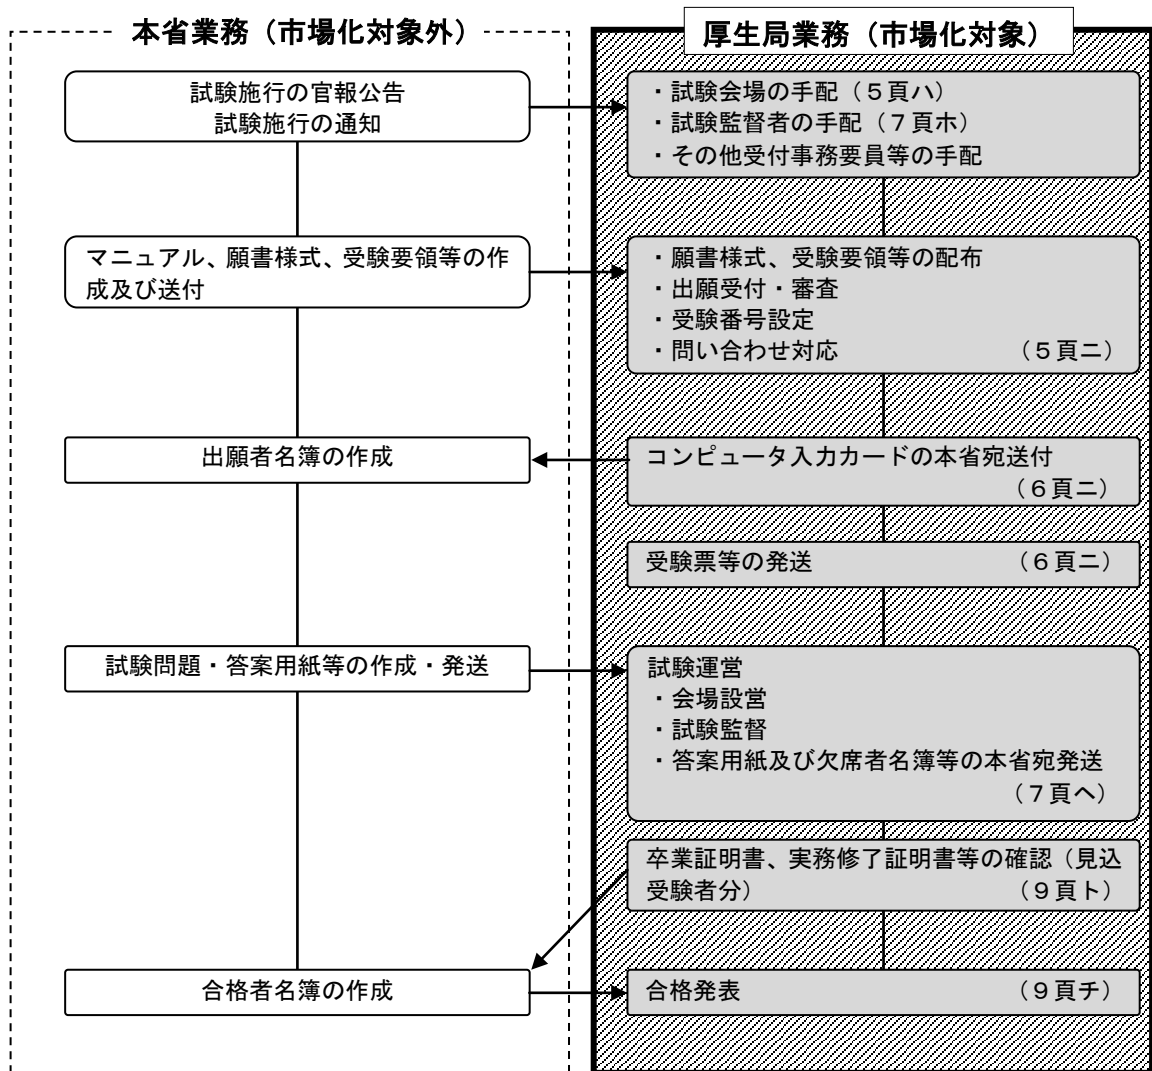 本省業務（市場化対象外）
厚生局業務（市場化対象）
試験施行の官報公告
試験施行の通知
・試験会場の手配（５頁ハ）
・試験監督者の手配（７頁ホ）
・その他受付事務要員等の手配
マニュアル、願書様式、受験要領等の作
成及び送付
・願書様式、受験要領等の配布
・出願受付・審査
・受験番号設定
・問い合わせ対応　　　　　　　（５頁ニ）
出願者名簿の作成
コンピュータ入力カードの本省宛送付
（６頁ニ）
受験票等の発送　　　　　　　　（６頁ニ）
試験問題・答案用紙等の作成・発送
試験運営
・会場設営
・試験監督
・答案用紙及び欠席者名簿等の本省宛発送
（７頁ヘ）
卒業証明書、実務修了証明書等の確認（見込
受験者分）　　　　　　　　　　（９頁ト）
合格者名簿の作成
合格発表　　　　　　　　　　　（９頁チ）